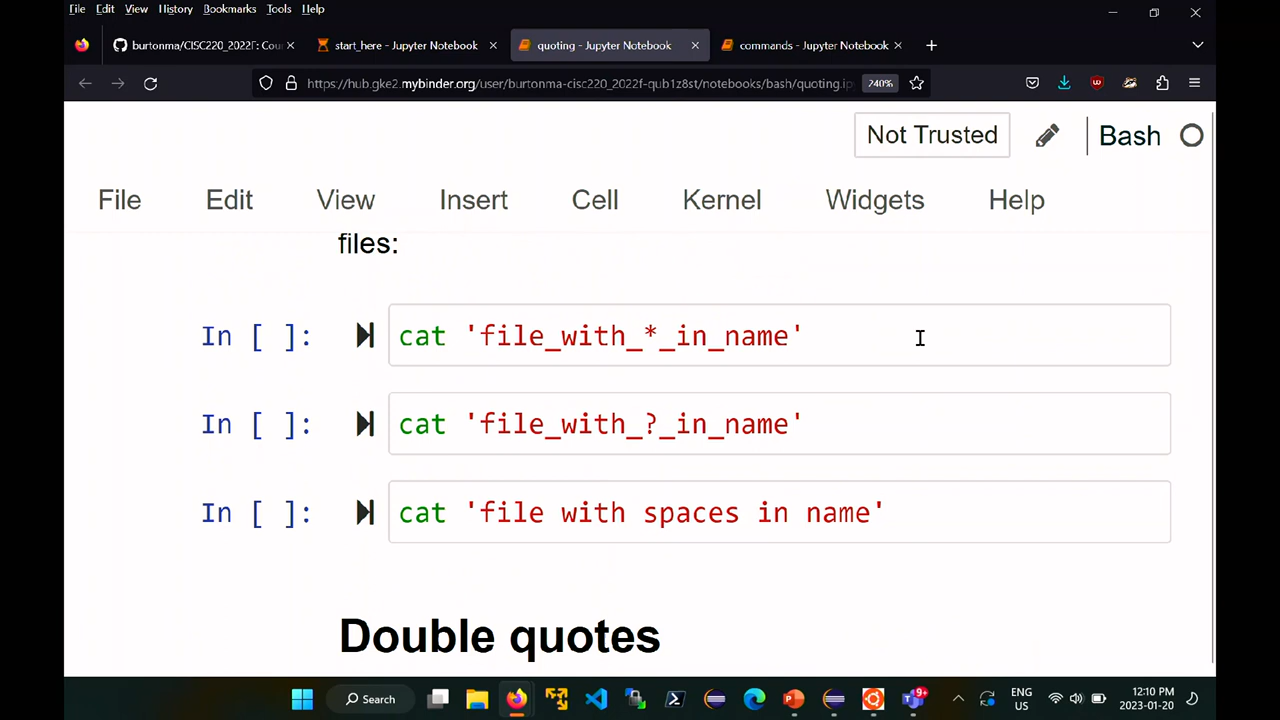 File Edit View History Bookmarks Tools Help
burtonma/CISC220_2022F: Cou
start_here - Jupyter Notebook
quoting - Jupyter Notebook
commands - Jupyter Notebook
https://hub.gke2.mybinder.org/user/burtonma-cisc220_2022f-qub1z8st/notebooks/bash/quoting.ip
240%
Not Trusted
Bash
File Edit View Insert Cell Kernel Widgets Help
files:
In [ ]: cat 'file_with_*_in_name'
In [ ]: cat 'file_with_?_in_name'
In [ ]: cat 'file with spaces in name'
Double quotes
Search
9+
ENG
US
12:10 PM
2023-01-20